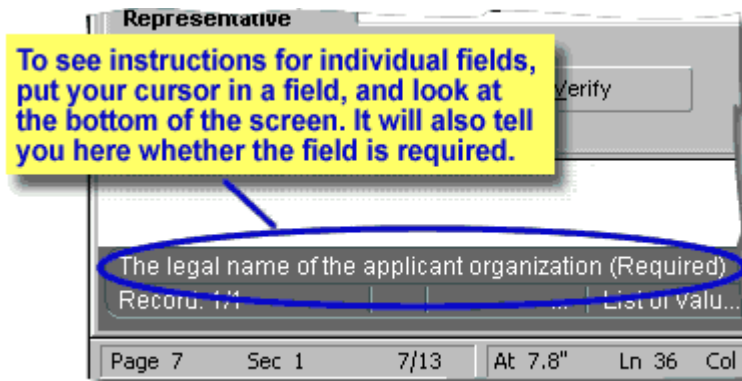 Representative
To see instructions for individual fields,
put your cursor in a field, and look at
the bottom of the screen. It will also tell
you here whether the field is required.
Verify
The legal name of the applicant organization (Required)
Record: 1/1 ... List of Valu...
Page 7 Sec 1 7/13 At 7.8" Ln 36 Col